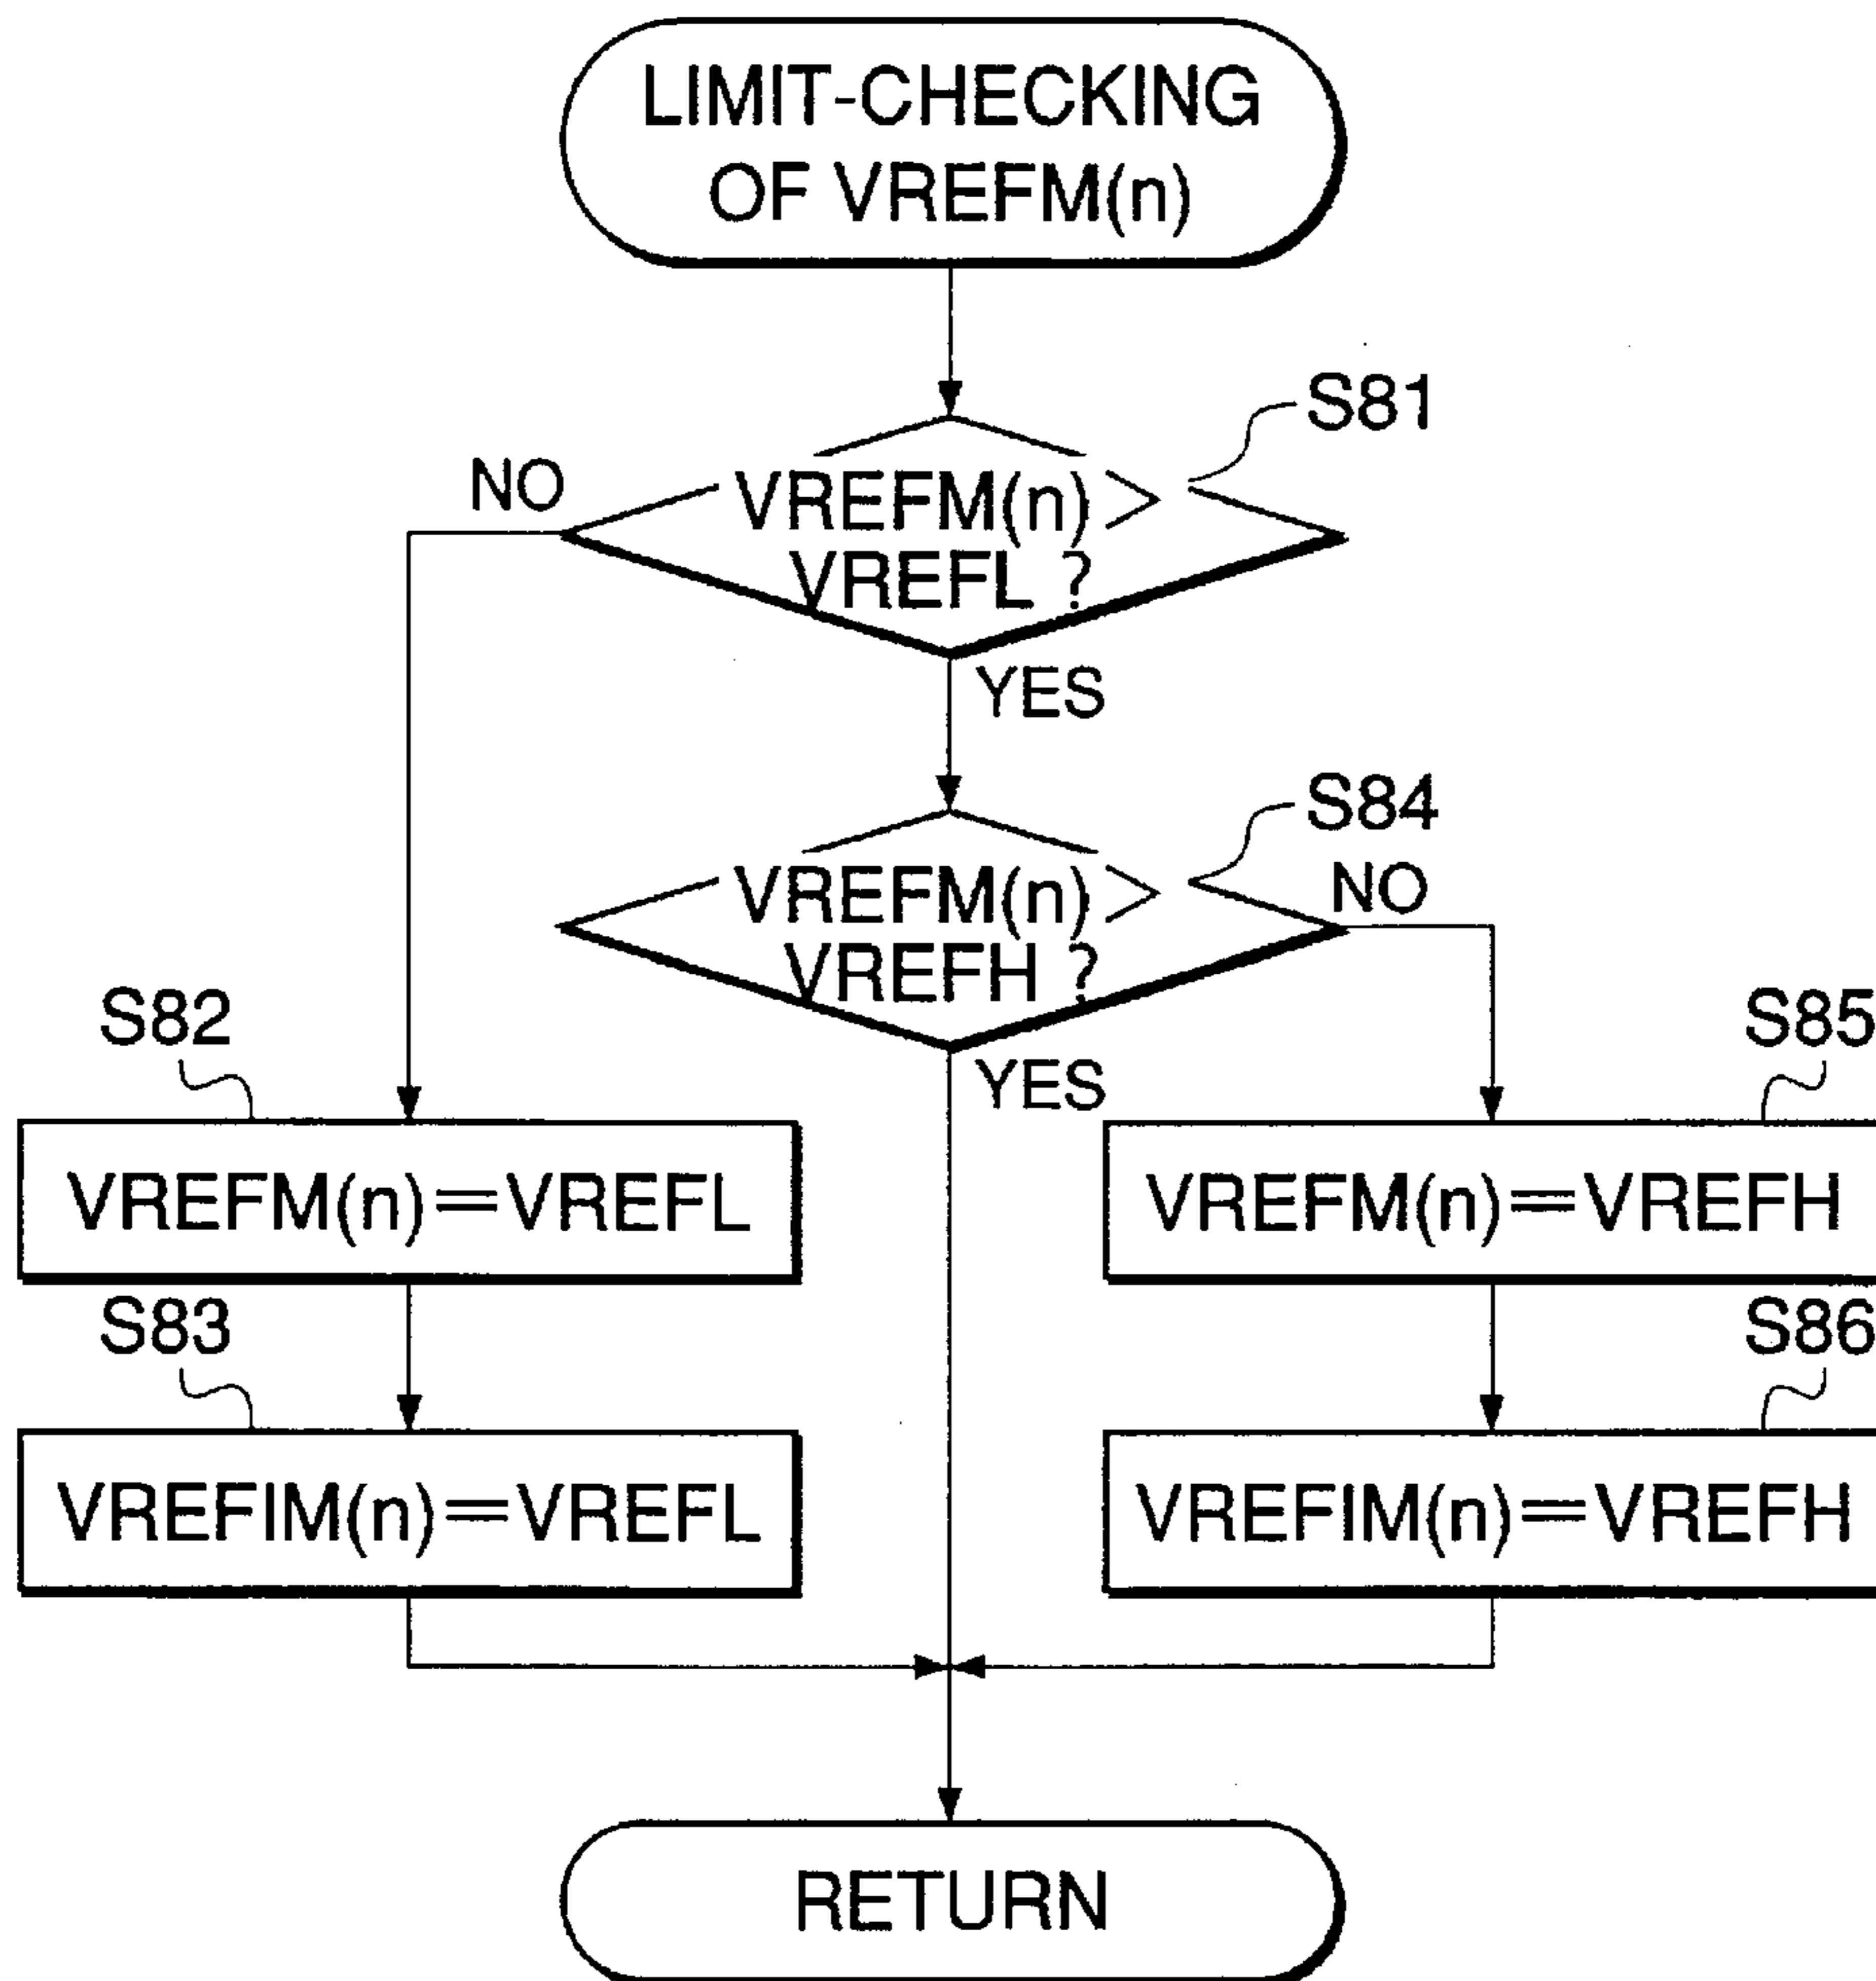 LIMIT-CHECKING
OF VREFM(n)
S81
NO
VREFM(n)>
VREFL ?
YES
S84
VREFM(n)>
VREFH ?
NO
YES
S82
S85
VREFM(n)=VREFL
VREFM(n)=VREFH
S83
S86
VREFIM(n)=VREFL
VREFIM(n)=VREFH
RETURN